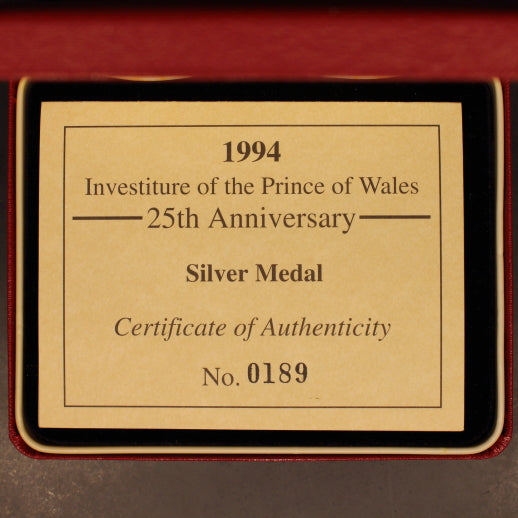 1994
Investiture of the Prince of Wales
25th Anniversary
Silver Medal
Certificate of Authenticity
No. 0189